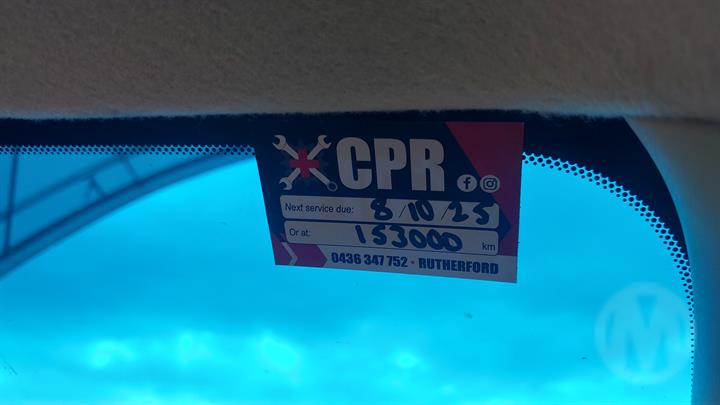 CPR
Next service due: 8/10/25
Or at: 153000 km
0436 347 752 • RUTHERFORD
M